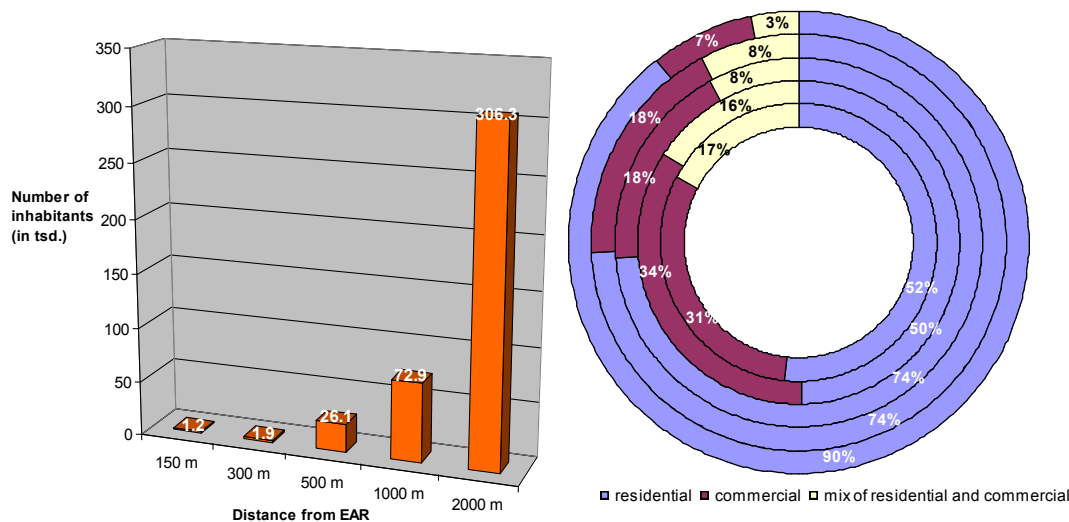 350
300
250
200
150
100
50
0
Number of
inhabitants
(in tsd.)
1.2
1.9
26.1
72.9
306.3
150 m
300 m
500 m
1000 m
2000 m
Distance from EAR
3%
7%
8%
8%
16%
17%
18%
18%
34%
31%
52%
50%
74%
74%
90%
residential commercial mix of residential and commercial